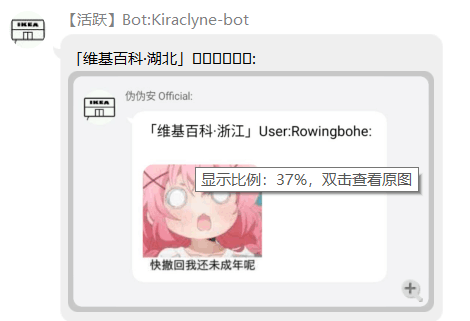 IKEA
【活跃】Bot:Kiraclyne-bot
「维基百科·湖北」▯▯▯▯▯▯:
IKEA
伪伪安 Official:
「维基百科·浙江」User:Rowingbohe:
显示比例：37%，双击查看原图
快撤回我还未成年呢